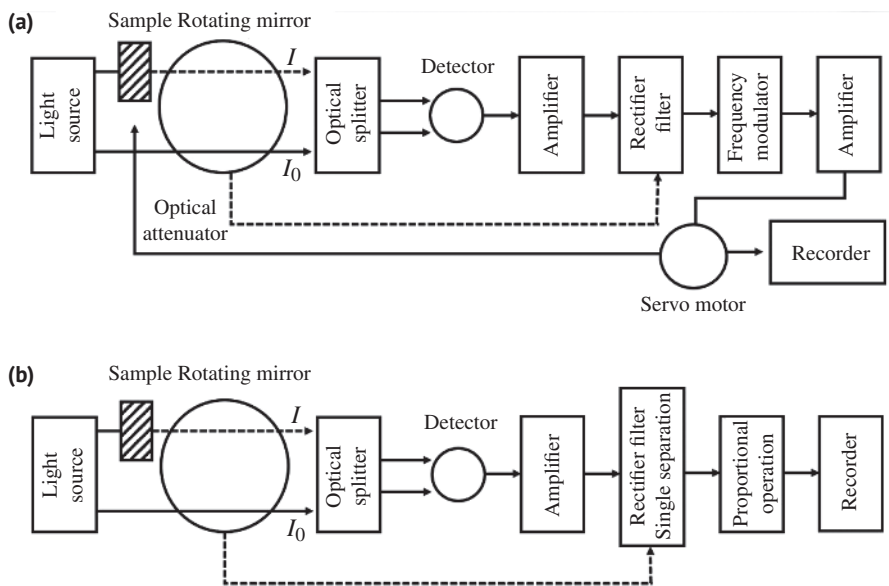 (a)
Sample Rotating mirror
Light
source
I
I₀
Optical
splitter
Detector
Amplifier
Rectifier
filter
Frequency
modulator
Amplifier
Optical
attenuator
Servo motor
Recorder
(b)
Sample Rotating mirror
Light
source
I
I₀
Optical
splitter
Detector
Amplifier
Rectifier filter
Single separation
Proportional
operation
Recorder